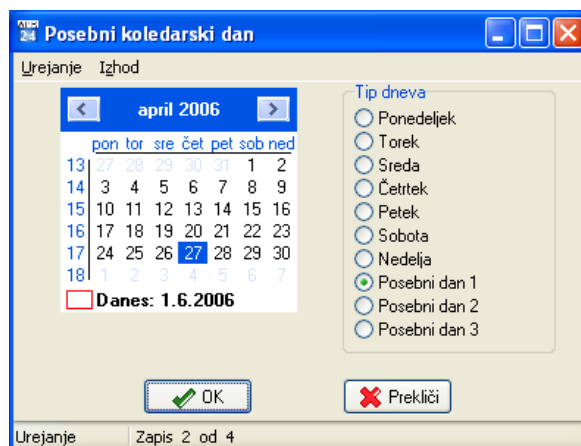 Posebni koledarski dan
Urejanje Izhod
april 2006
pon tor sre čet pet sob ned
13 27 28 29 30 31 1 2
14 3 4 5 6 7 8 9
15 10 11 12 13 14 15 16
16 17 18 19 20 21 22 23
17 24 25 26 27 28 29 30
18 1 2 3 4 5 6 7
Danes: 1.6.2006
Tip dneva
Ponedeljek
Torek
Sreda
Četrtek
Petek
Sobota
Nedelja
Posebni dan 1
Posebni dan 2
Posebni dan 3
OK
Prekliči
Urejanje Zapis 2 od 4